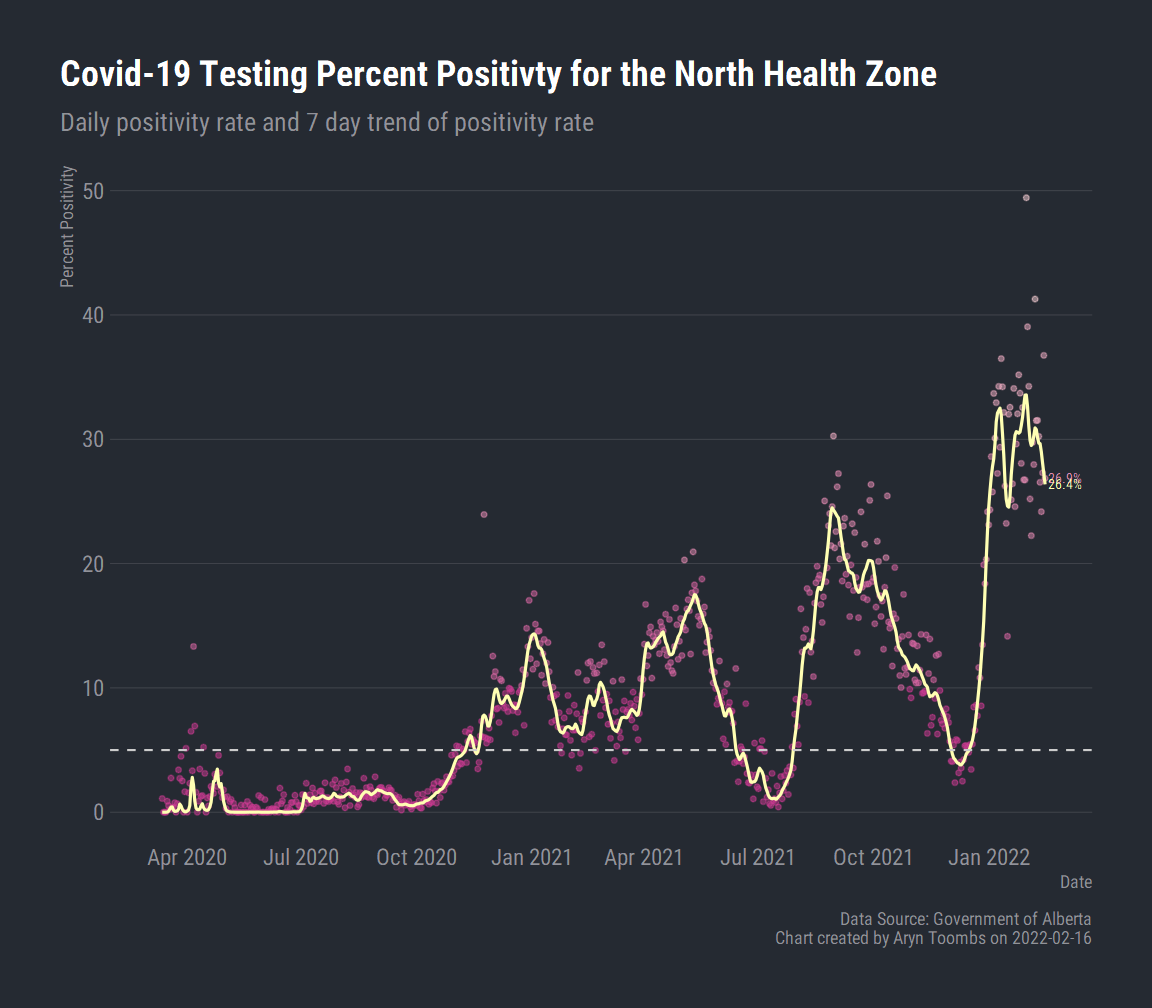 Covid-19 Testing Percent Positivty for the North Health Zone
Daily positivity rate and 7 day trend of positivity rate
Percent Positivity
50
40
30
20
10
0
26.9%
26.4%
Apr 2020 Jul 2020 Oct 2020 Jan 2021 Apr 2021 Jul 2021 Oct 2021 Jan 2022
Date
Data Source: Government of Alberta
Chart created by Aryn Toombs on 2022-02-16